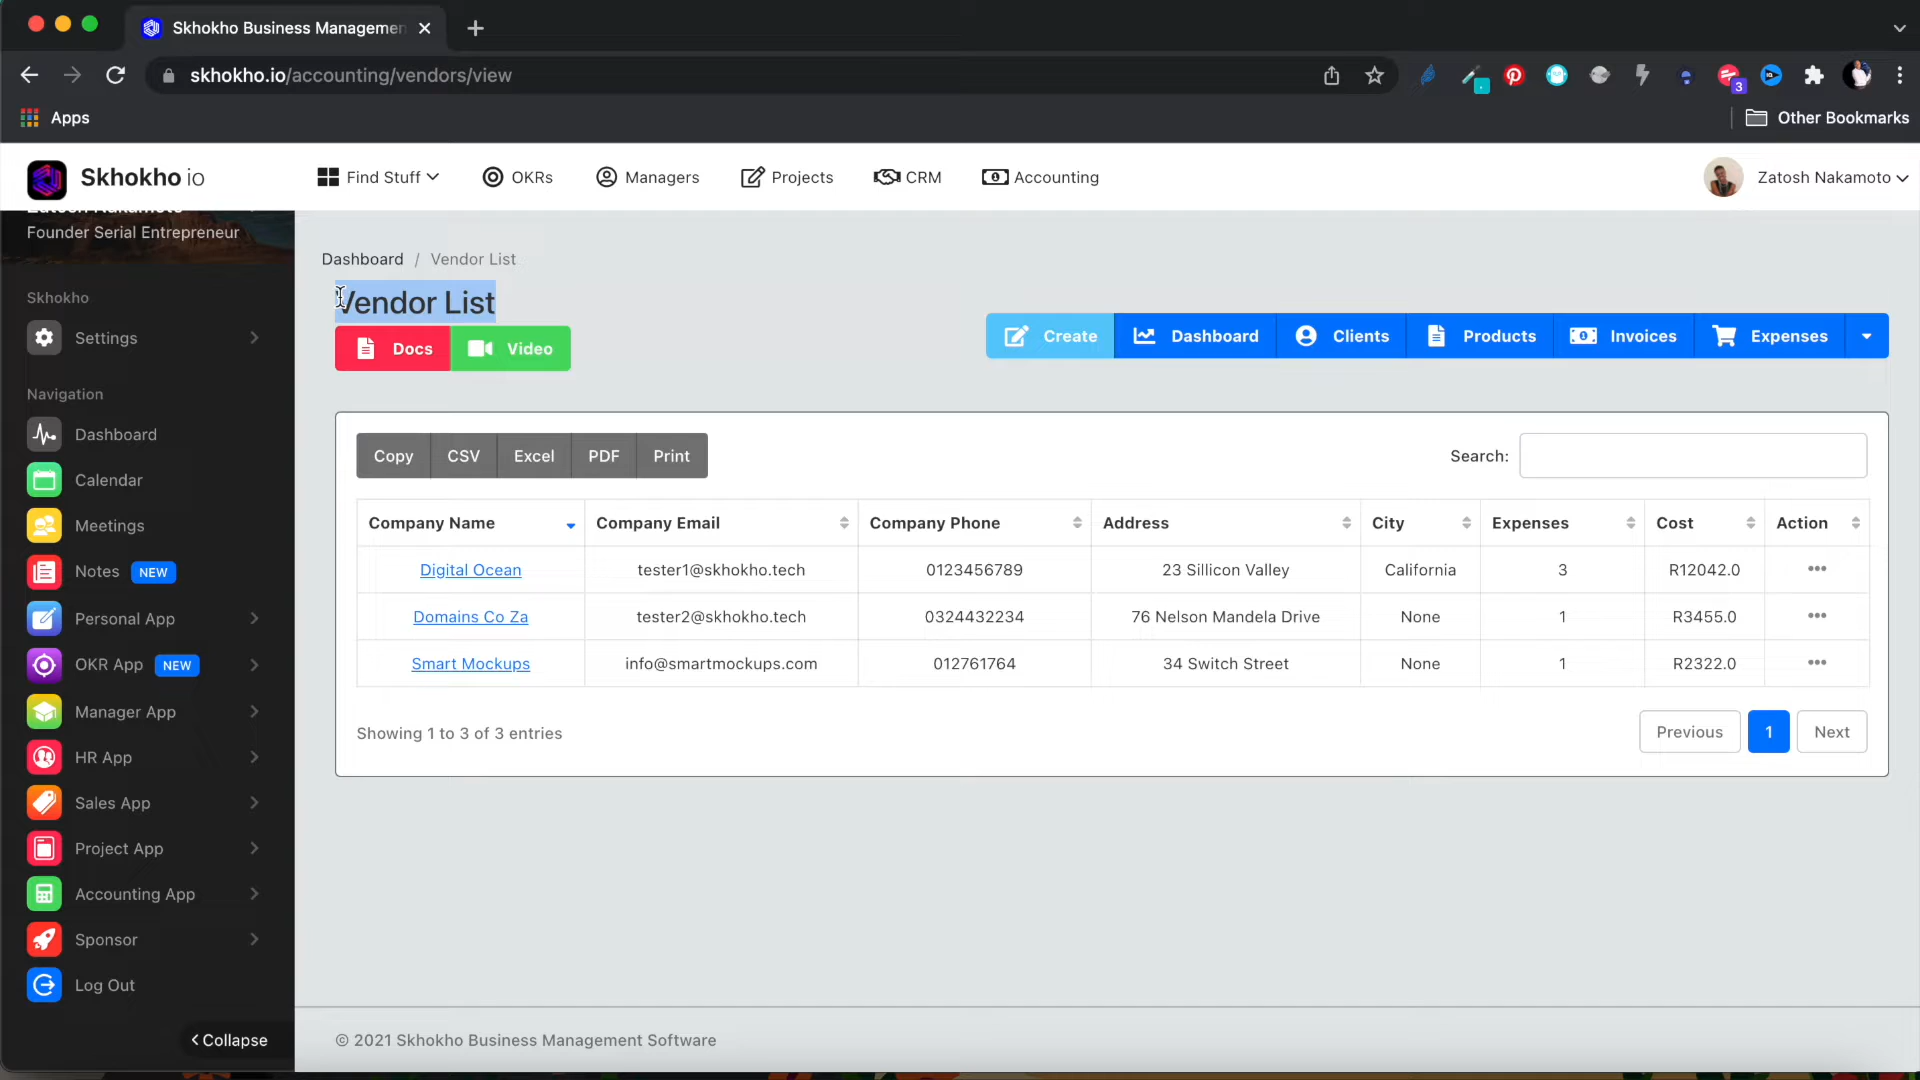 Skhokho Business Managemen
skhokho.io/accounting/vendors/view
3
Apps
Other Bookmarks
Skhokho io
Find Stuff
OKRs
Managers
Projects
CRM
Accounting
Zatosh Nakamoto
Zatosh Nakamoto
Founder Serial Entrepreneur
Skhokho
Settings
Navigation
Dashboard
Calendar
Meetings
Notes NEW
Personal App
OKR App NEW
Manager App
HR App
Sales App
Project App
Accounting App
Sponsor
Log Out
Collapse
Dashboard / Vendor List
Vendor List
Docs Video
Create Dashboard Clients Products Invoices Expenses
Copy CSV Excel PDF Print
Search:
Company Name Company Email Company Phone Address City Expenses Cost Action
Digital Ocean tester1@skhokho.tech 0123456789 23 Sillicon Valley California 3 R12042.0
Domains Co Za tester2@skhokho.tech 0324432234 76 Nelson Mandela Drive None 1 R3455.0
Smart Mockups info@smartmockups.com 012761764 34 Switch Street None 1 R2322.0
Showing 1 to 3 of 3 entries
Previous 1 Next
© 2021 Skhokho Business Management Software